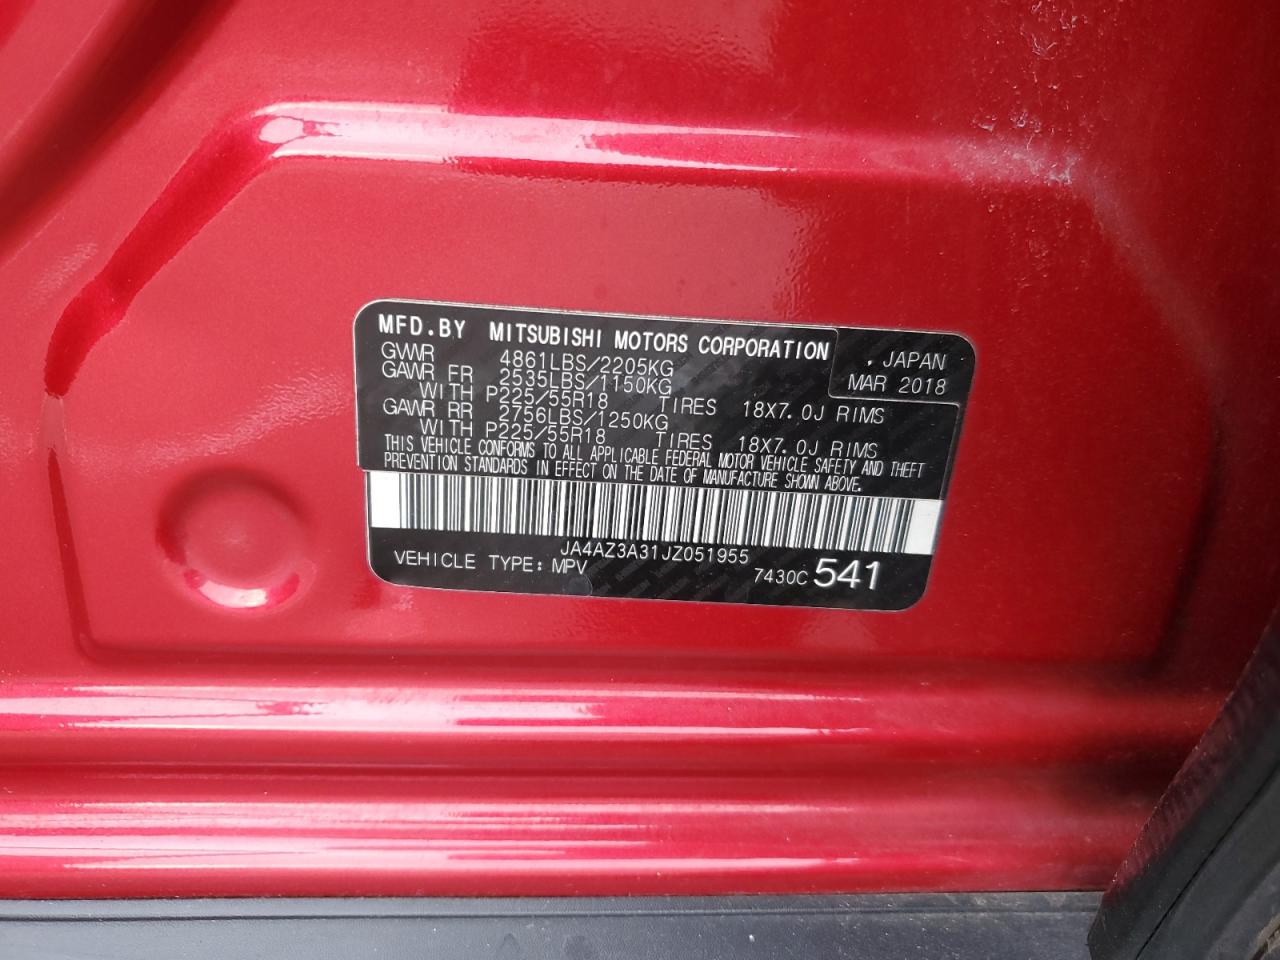 MFD.BY MITSUBISHI MOTORS CORPORATION
GVWR 4861LBS/2205KG
. JAPAN
MAR 2018
GAWR FR 2535LBS/1150KG
WITH P225/55R18 TIRES 18X7.0J RIMS
GAWR RR 2756LBS/1250KG
WITH P225/55R18 TIRES 18X7.0J RIMS
THIS VEHICLE CONFORMS TO ALL APPLICABLE FEDERAL MOTOR VEHICLE SAFETY AND THEFT
PREVENTION STANDARDS IN EFFECT ON THE DATE OF MANUFACTURE SHOWN ABOVE.
JA4AZ3A31JZ051955
VEHICLE TYPE: MPV
7430C 541